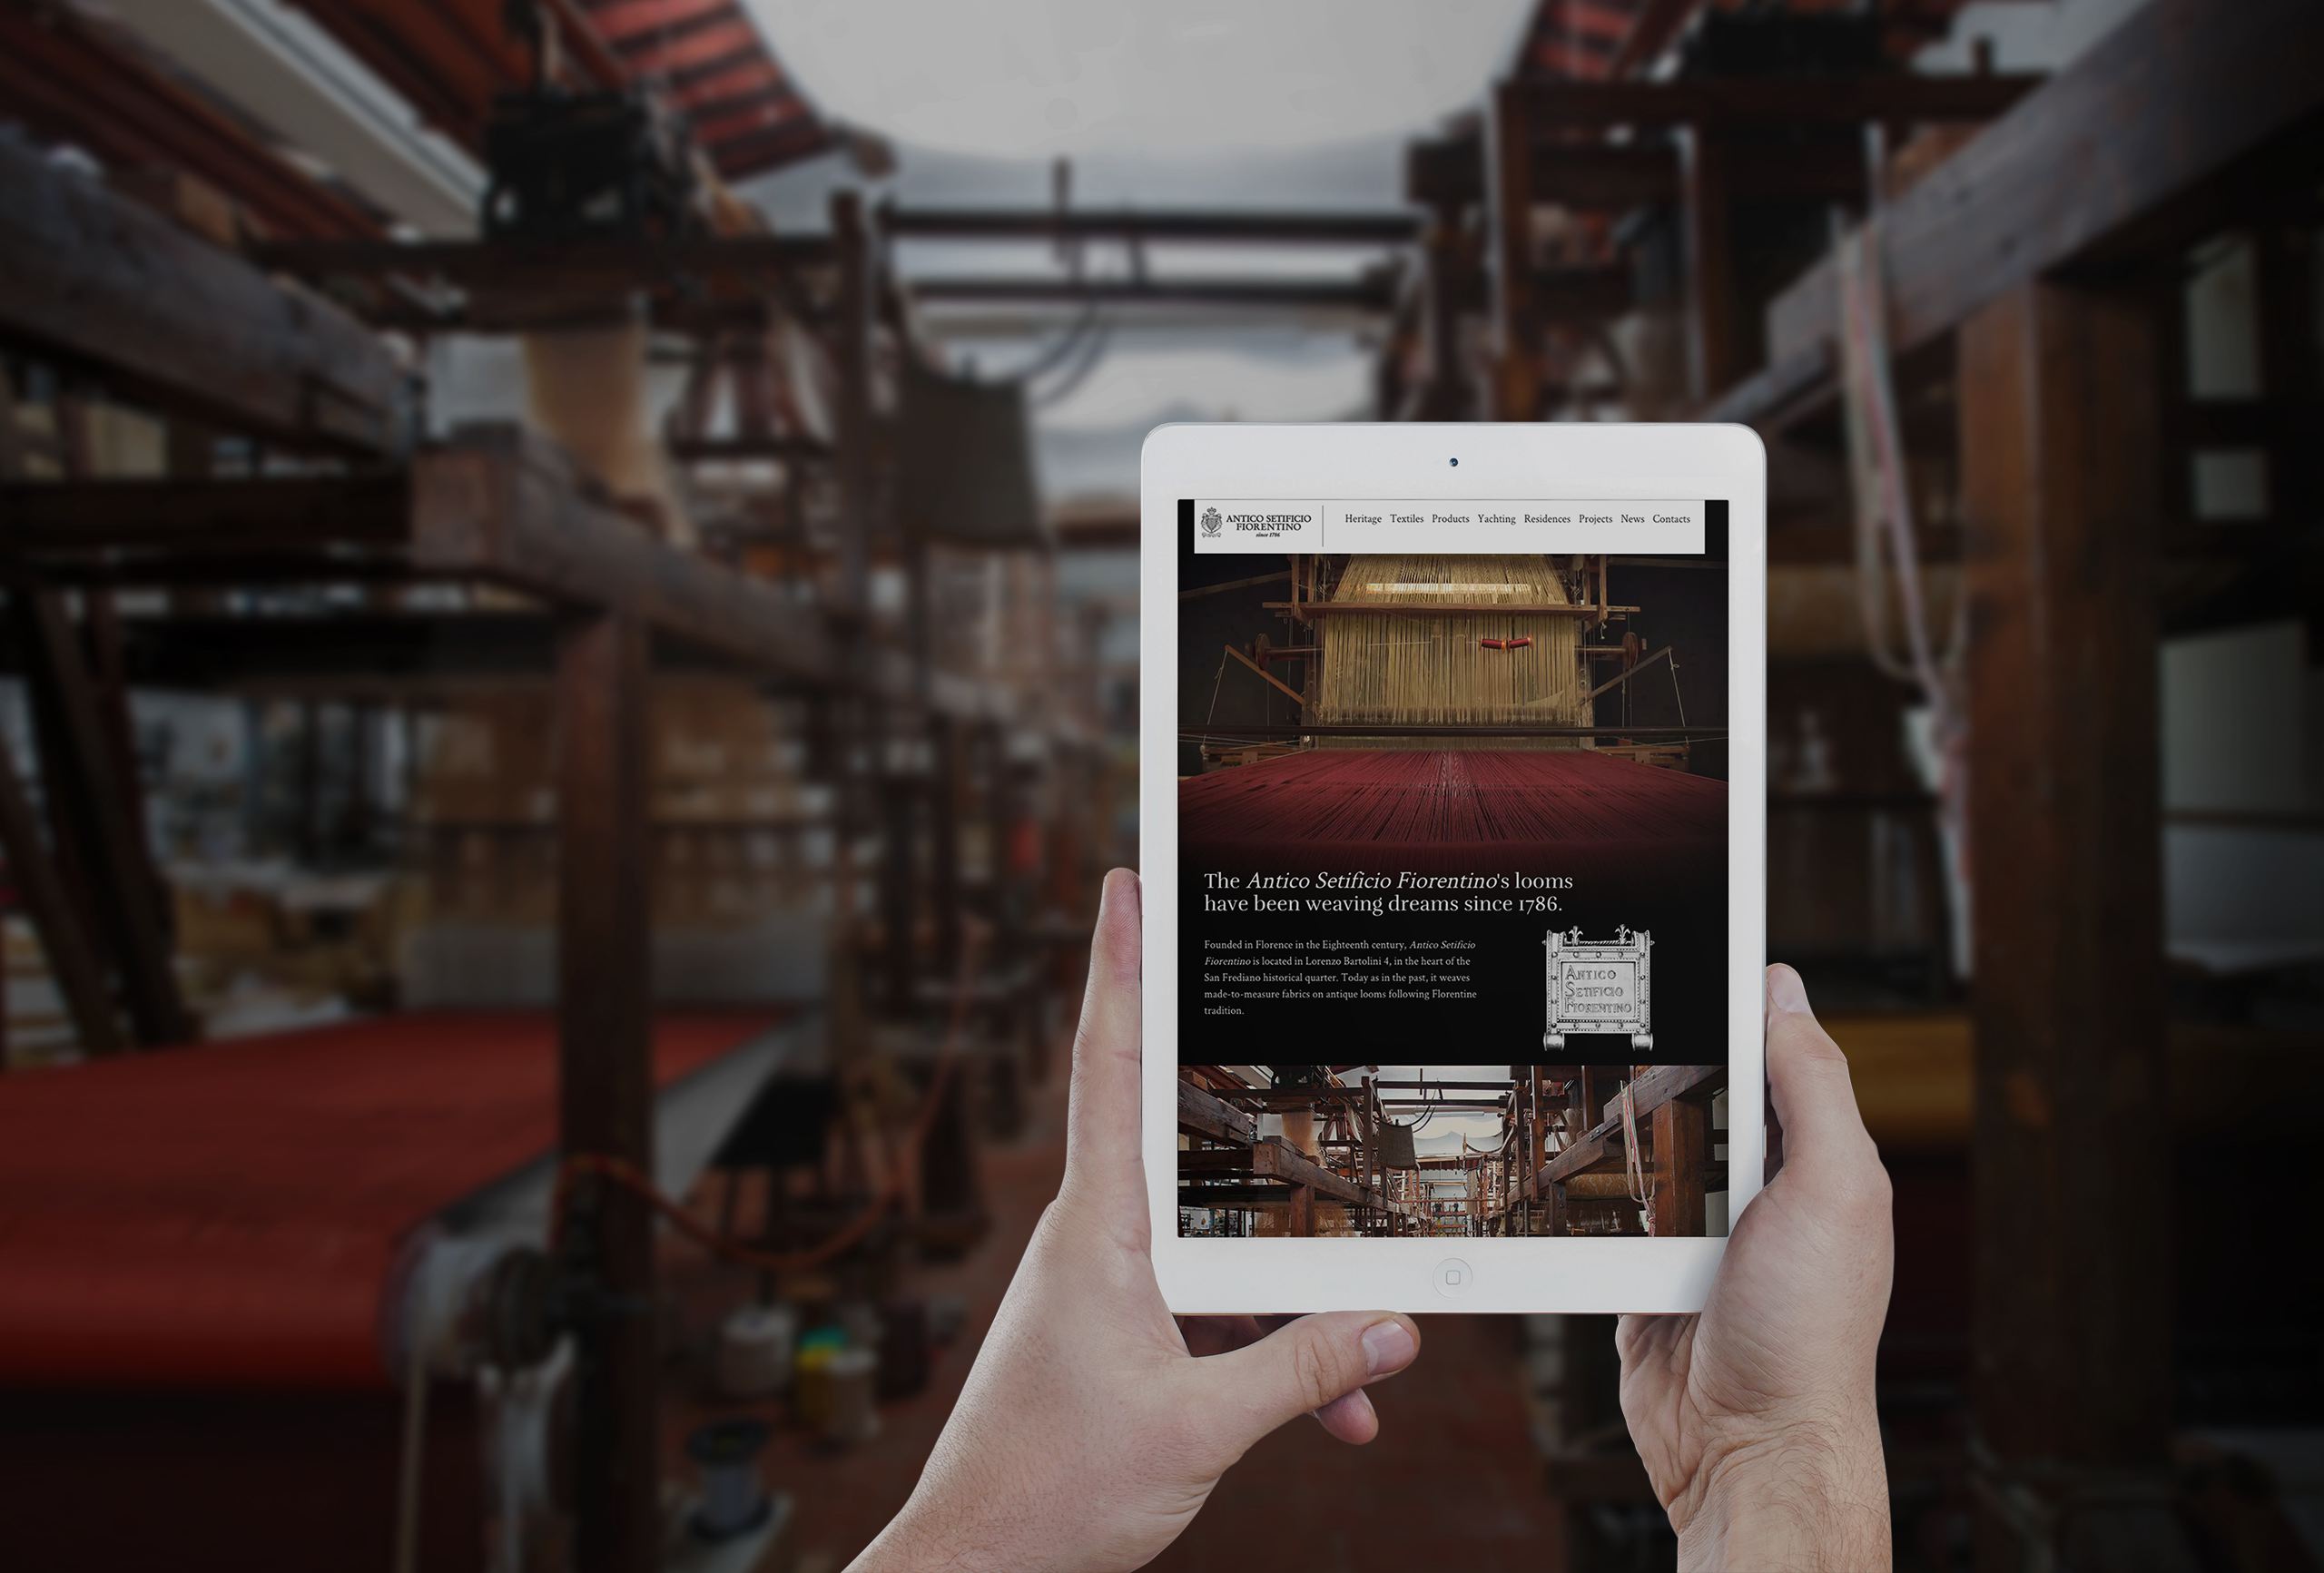 ANTICO SETIFICIO
FIORENTINO
since 1786
Heritage Textiles Products Yachting Residences Projects News Contacts
The Antico Setificio Fiorentino's looms
have been weaving dreams since 1786.
Founded in Florence in the Eighteenth century, Antico Setificio
Fiorentino is located in Lorenzo Bartolini 4, in the heart of the
San Frediano historical quarter. Today as in the past, it weaves
made-to-measure fabrics on antique looms following Florentine
tradition.
ANTICO
SETIFICIO
FIORENTINO